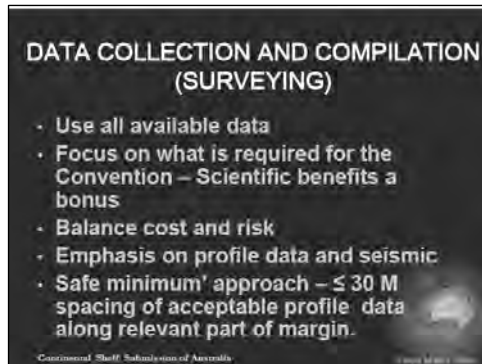 DATA COLLECTION AND COMPILATION
(SURVEYING)
• Use all available data
• Focus on what is required for the
Convention – Scientific benefits a
bonus
• Balance cost and risk
• Emphasis on profile data and seismic
• Safe minimum' approach – ≤ 30 M
spacing of acceptable profile data
along relevant part of margin.
Continental Shelf Submission of Australia